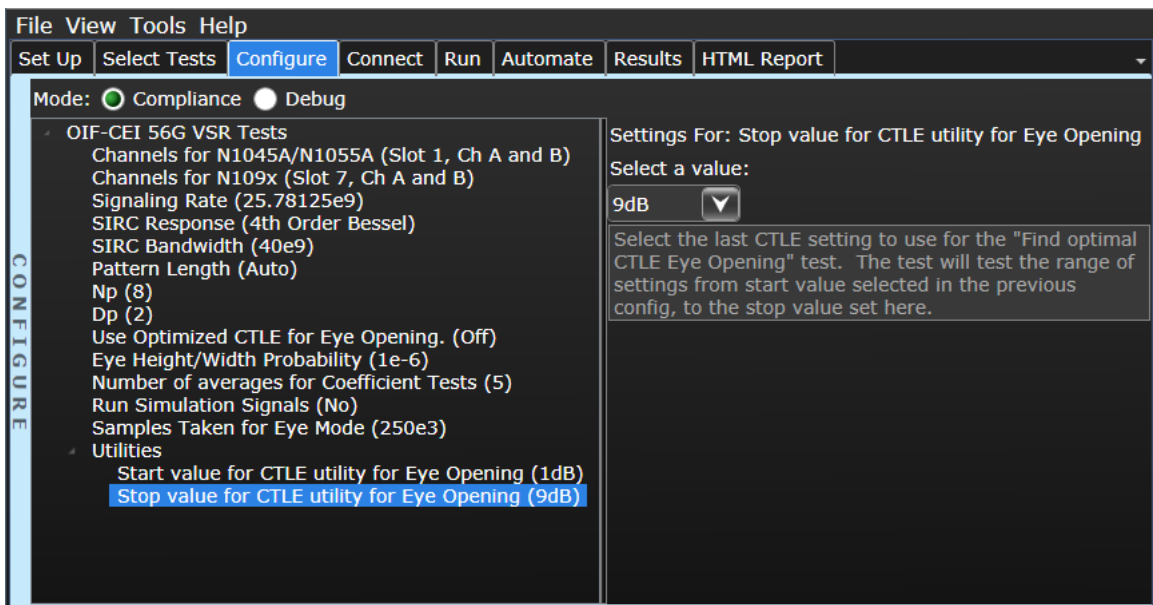 File View Tools Help
Set Up Select Tests Configure Connect Run Automate Results HTML Report
Mode: Compliance Debug
CONFIGURE
OIF-CEI 56G VSR Tests
Channels for N1045A/N1055A (Slot 1, Ch A and B)
Channels for N109x (Slot 7, Ch A and B)
Signaling Rate (25.78125e9)
SIRC Response (4th Order Bessel)
SIRC Bandwidth (40e9)
Pattern Length (Auto)
Np (8)
Dp (2)
Use Optimized CTLE for Eye Opening. (Off)
Eye Height/Width Probability (1e-6)
Number of averages for Coefficient Tests (5)
Run Simulation Signals (No)
Samples Taken for Eye Mode (250e3)
Utilities
Start value for CTLE utility for Eye Opening (1dB)
Stop value for CTLE utility for Eye Opening (9dB)
Settings For: Stop value for CTLE utility for Eye Opening
Select a value:
9dB
Select the last CTLE setting to use for the "Find optimal
CTLE Eye Opening" test.  The test will test the range of
settings from start value selected in the previous
config, to the stop value set here.